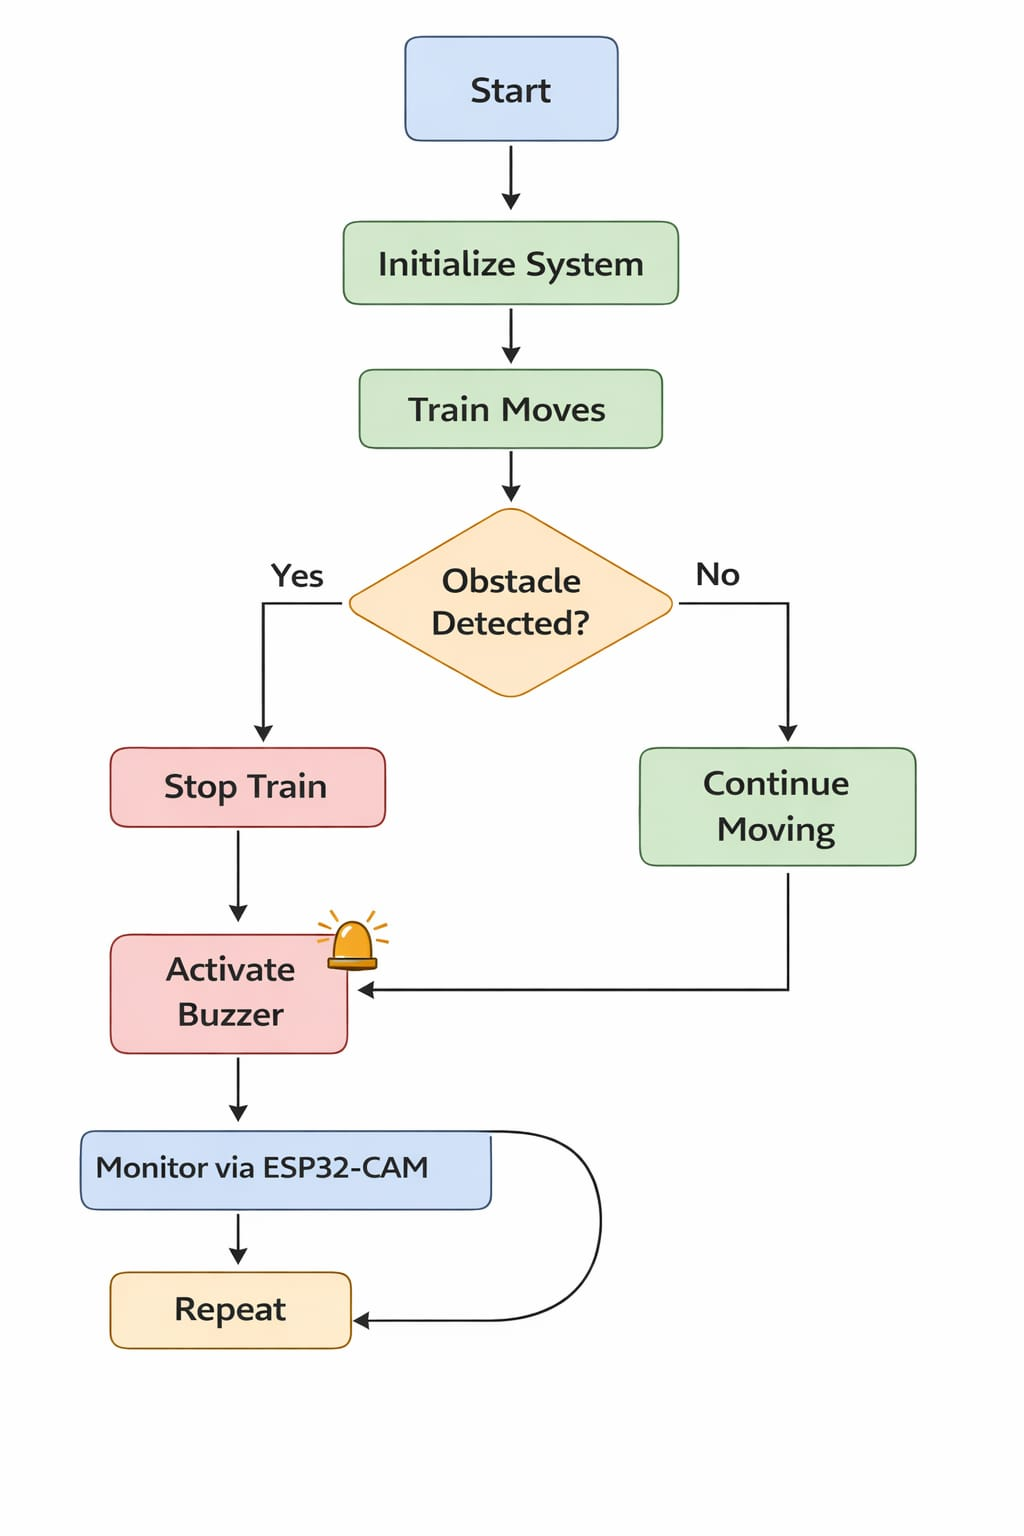 Start
Initialize System
Train Moves
Obstacle
Detected?
Yes
No
Stop Train
Continue
Moving
Activate
Buzzer
Monitor via ESP32-CAM
Repeat